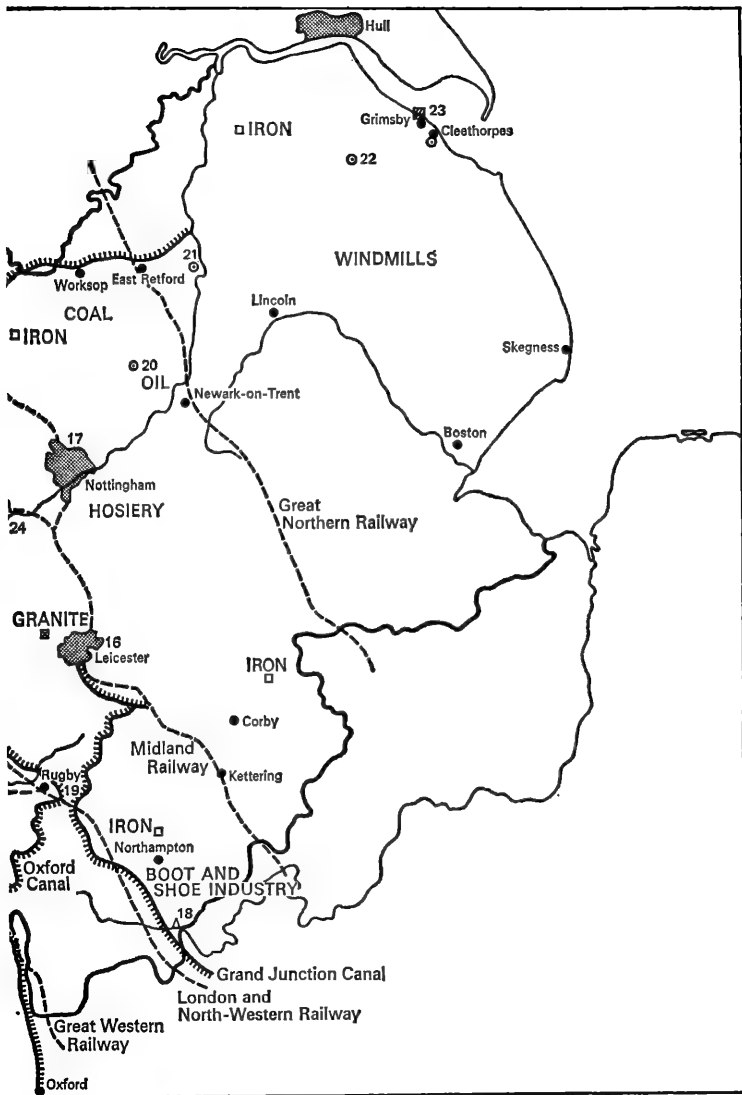 Hull
23
Grimsby
Cleethorpes
IRON
22
21
WINDMILLS
Worksop
East Retford
COAL
Lincoln
IRON
Skegness
20
OIL
Newark-on-Trent
17
Boston
Nottingham
HOSIERY
24
Great
Northern Railway
GRANITE
16
Leicester
IRON
Corby
Midland
Railway
Kettering
Rugby
19
IRON
Northampton
Oxford
Canal
BOOT AND
SHOE INDUSTRY
18
Grand Junction Canal
London and
North-Western Railway
Great Western
Railway
Oxford